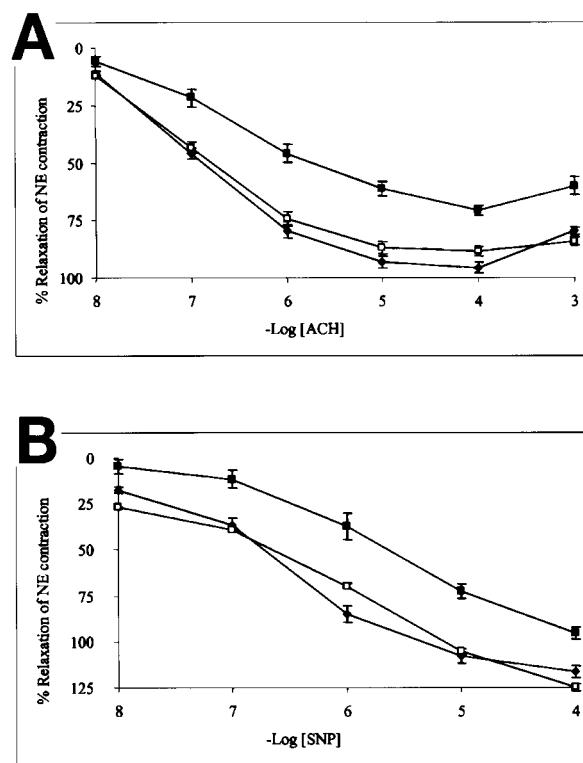 A
% Relaxation of NE contraction
0
25
50
75
100
8 7 6 5 4 3
-Log [ACH]
B
% Relaxation of NE contraction
0
25
50
75
100
125
8 7 6 5 4
-Log [SNP]